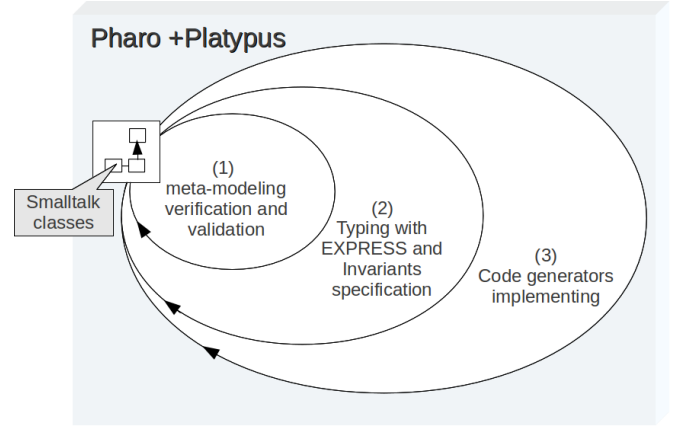 Pharo +Platypus
(1)
meta-modeling
verification and
validation
Smalltalk
classes
(2)
Typing with
EXPRESS and
Invariants
specification
(3)
Code generators
implementing